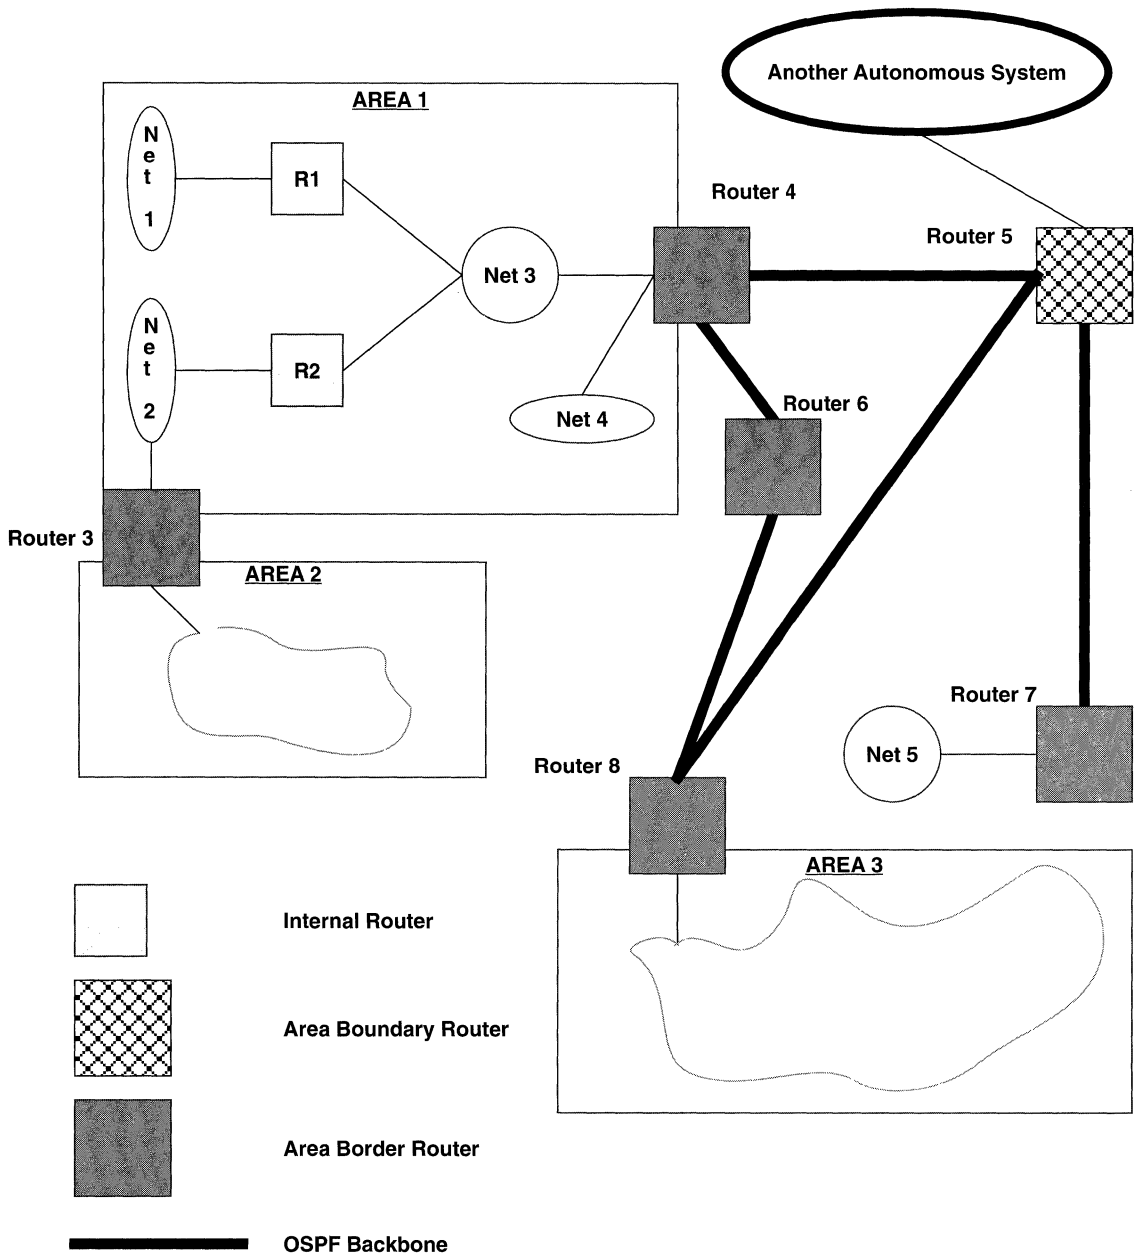 Another Autonomous System
AREA 1
Net 1
R1
Router 4
Router 5
Net 3
Net 2
R2
Router 6
Net 4
Router 3
AREA 2
Router 7
Net 5
Router 8
AREA 3
Internal Router
Area Boundary Router
Area Border Router
OSPF Backbone